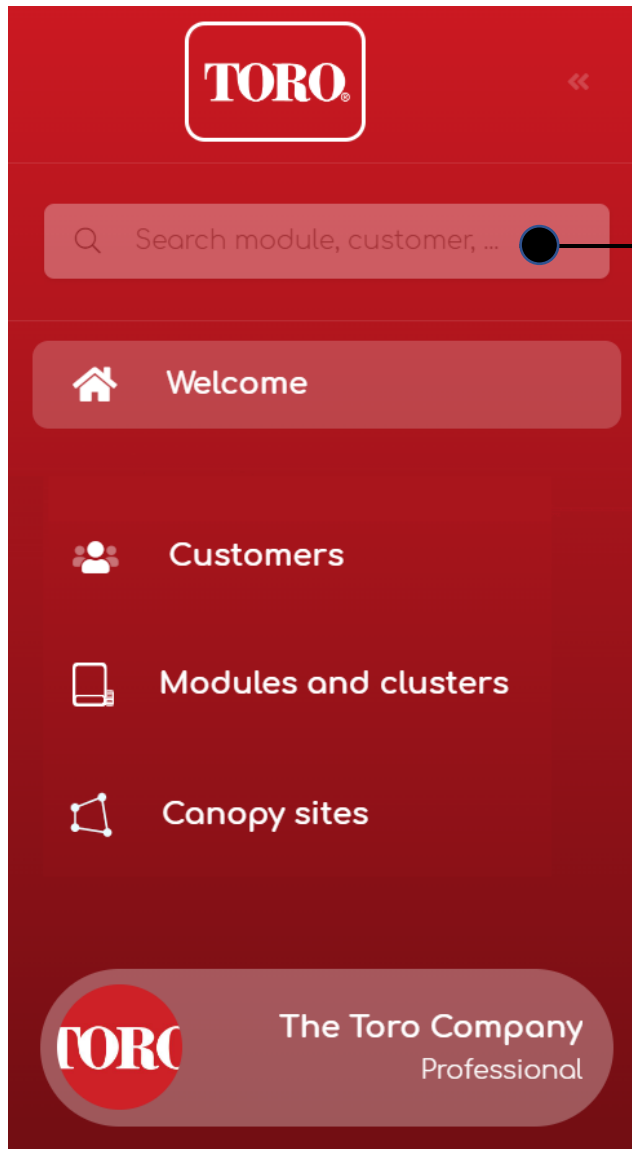 TORO®
Search module, customer, ...
Welcome
Customers
Modules and clusters
Canopy sites
TORO
The Toro Company
Professional